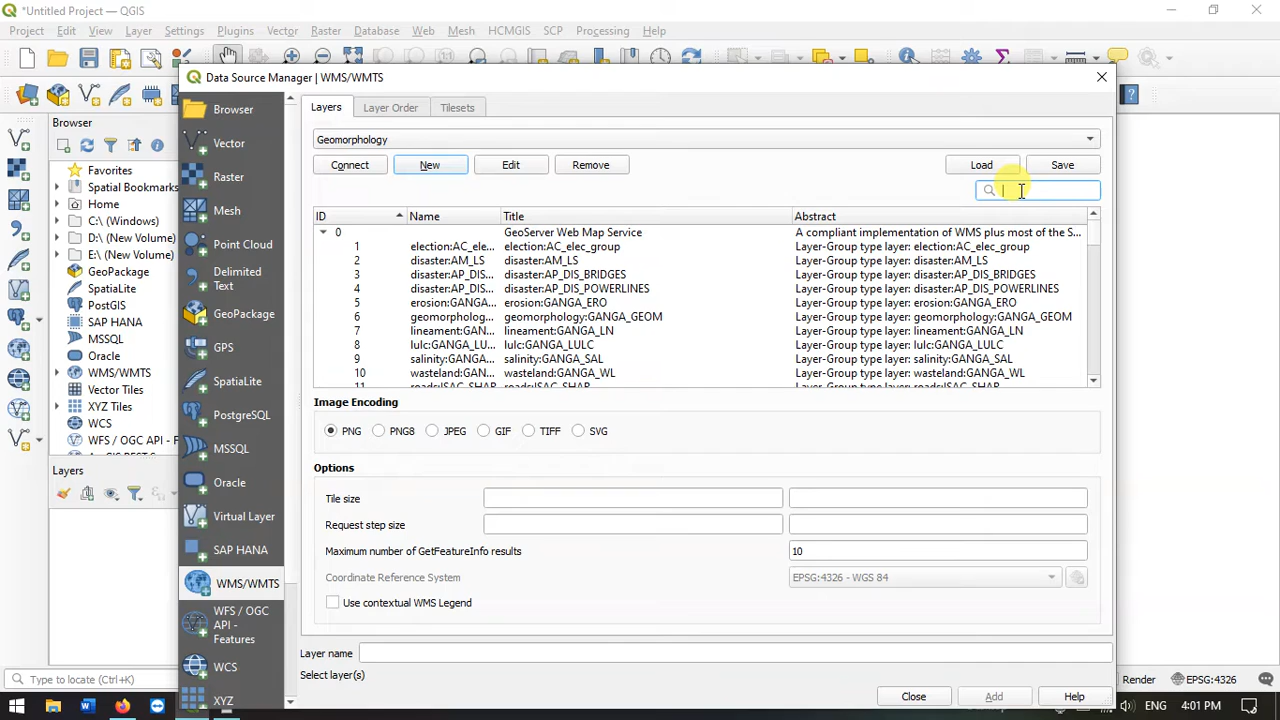 *Untitled Project — QGIS
Project Edit View Layer Settings Plugins Vector Raster Database Web Mesh HCMGIS SCP Processing Help
Data Source Manager | WMS/WMTS
Browser
Favorites
Spatial Bookmarks
Home
C:\ (Windows)
D:\ (New Volume)
E:\ (New Volume)
GeoPackage
SpatiaLite
PostGIS
SAP HANA
MSSQL
Oracle
WMS/WMTS
Vector Tiles
XYZ Tiles
WCS
WFS / OGC API - F
Layers
Browser
Vector
Raster
Mesh
Point Cloud
Delimited
Text
GeoPackage
GPS
SpatiaLite
PostgreSQL
MSSQL
Oracle
Virtual Layer
SAP HANA
WMS/WMTS
WFS / OGC
API -
Features
WCS
XYZ
Layers Layer Order Tilesets
Geomorphology
Connect New Edit Remove Load Save
ID Name Title Abstract
0 GeoServer Web Map Service A compliant implementation of WMS plus most of the S...
1 election:AC_ele... election:AC_elec_group Layer-Group type layer: election:AC_elec_group
2 disaster:AM_LS disaster:AM_LS Layer-Group type layer: disaster:AM_LS
3 disaster:AP_DIS... disaster:AP_DIS_BRIDGES Layer-Group type layer: disaster:AP_DIS_BRIDGES
4 disaster:AP_DIS... disaster:AP_DIS_POWERLINES Layer-Group type layer: disaster:AP_DIS_POWERLINES
5 erosion:GANGA... erosion:GANGA_ERO Layer-Group type layer: erosion:GANGA_ERO
6 geomorpholog... geomorphology:GANGA_GEOM Layer-Group type layer: geomorphology:GANGA_GEOM
7 lineament:GAN... lineament:GANGA_LN Layer-Group type layer: lineament:GANGA_LN
8 lulc:GANGA_LU... lulc:GANGA_LULC Layer-Group type layer: lulc:GANGA_LULC
9 salinity:GANGA... salinity:GANGA_SAL Layer-Group type layer: salinity:GANGA_SAL
10 wasteland:GAN... wasteland:GANGA_WL Layer-Group type layer: wasteland:GANGA_WL
Image Encoding
PNG PNG8 JPEG GIF TIFF SVG
Options
Tile size
Request step size
Maximum number of GetFeatureInfo results 10
Coordinate Reference System EPSG:4326 - WGS 84
Use contextual WMS Legend
Layer name
Select layer(s)
Close Add Help
Type to locate (Ctrl+K) Render EPSG:4326
ENG 4:01 PM